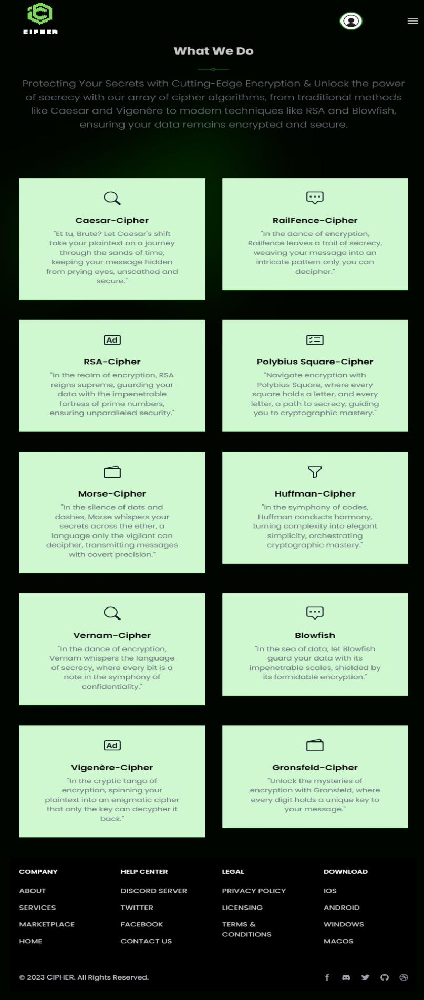 CIPHER
What We Do
Protecting Your Secrets with Cutting-Edge Encryption & Unlock the power
of secrecy with our array of cipher algorithms, from traditional methods
like Caesar and Vigenère to modern techniques like RSA and Blowfish,
ensuring your data remains encrypted and secure.
Caesar-Cipher
"Et tu, Brute? Let Caesar's shift
take your plaintext on a journey
through the sands of time,
keeping your message hidden
from prying eyes, unscathed and
secure."
RailFence-Cipher
"In the dance of encryption,
Railfence leaves a trail of secrecy,
weaving your message into an
intricate pattern only you can
decipher."
Ad
RSA-Cipher
"In the realm of encryption, RSA
reigns supreme, guarding your
data with the impenetrable
fortress of prime numbers,
ensuring unparalleled security."
Polybius Square-Cipher
"Navigate encryption with
Polybius Square, where every
square holds a letter, and every
letter, a path to secrecy, guiding
you to cryptographic mastery."
Morse-Cipher
"In the silence of dots and
dashes, Morse whispers your
secrets across the ether, a
language only the vigilant can
decipher, transmitting messages
with covert precision."
Huffman-Cipher
"In the symphony of codes,
Huffman conducts harmony,
turning complexity into elegant
simplicity, orchestrating
cryptographic mastery."
Vernam-Cipher
"In the dance of encryption,
Vernam whispers the language
of secrecy, where every bit is a
note in the symphony of
confidentiality."
Blowfish
"In the sea of data, let Blowfish
guard your data with its
impenetrable scales, shielded by
its formidable encryption."
Ad
Vigenère-Cipher
"In the cryptic tango of
encryption, spinning your
plaintext into an enigmatic cipher
that only the key can decypher it
back."
Gronsfeld-Cipher
"Unlock the mysteries of
encryption with Gronsfeld, where
every digit holds a unique key to
your message."
COMPANY
ABOUT
SERVICES
MARKETPLACE
HOME
HELP CENTER
DISCORD SERVER
TWITTER
FACEBOOK
CONTACT US
LEGAL
PRIVACY POLICY
LICENSING
TERMS &
CONDITIONS
DOWNLOAD
IOS
ANDROID
WINDOWS
MACOS
© 2023 CIPHER. All Rights Reserved.